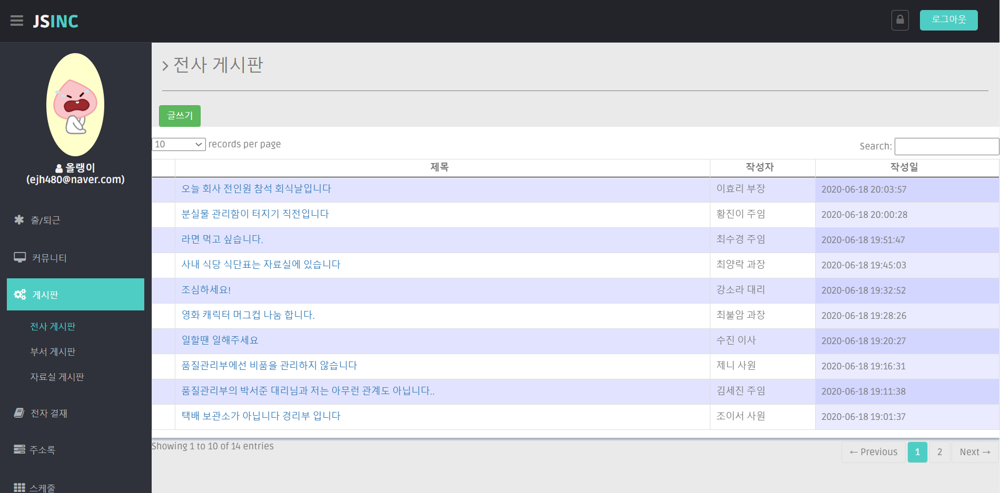 JSINC
로그아웃
올랭이
(ejh480@naver.com)
출/퇴근
커뮤니티
게시판
전사 게시판
부서 게시판
자료실 게시판
전자 결재
주소록
스케줄
전사 게시판
글쓰기
10 records per page
Search:
제목 작성자 작성일
오늘 회사 전인원 참석 회식날입니다 이효리 부장 2020-06-18 20:03:57
분실물 관리함이 터지기 직전입니다 황진이 주임 2020-06-18 20:00:28
라면 먹고 싶습니다. 최수경 주임 2020-06-18 19:51:47
사내 식당 식단표는 자료실에 있습니다 최양락 과장 2020-06-18 19:45:03
조심하세요! 강소라 대리 2020-06-18 19:32:52
영화 캐릭터 머그컵 나눔 합니다. 최불암 과장 2020-06-18 19:28:26
일할땐 일해주세요 수진 이사 2020-06-18 19:20:27
품질관리부에선 비품을 관리하지 않습니다 제니 사원 2020-06-18 19:16:31
품질관리부의 박서준 대리님과 저는 아무런 관계도 아닙니다.. 김세진 주임 2020-06-18 19:11:38
택배 보관소가 아닙니다 경리부 입니다 조이서 사원 2020-06-18 19:01:37
Showing 1 to 10 of 14 entries
← Previous 1 2 Next →